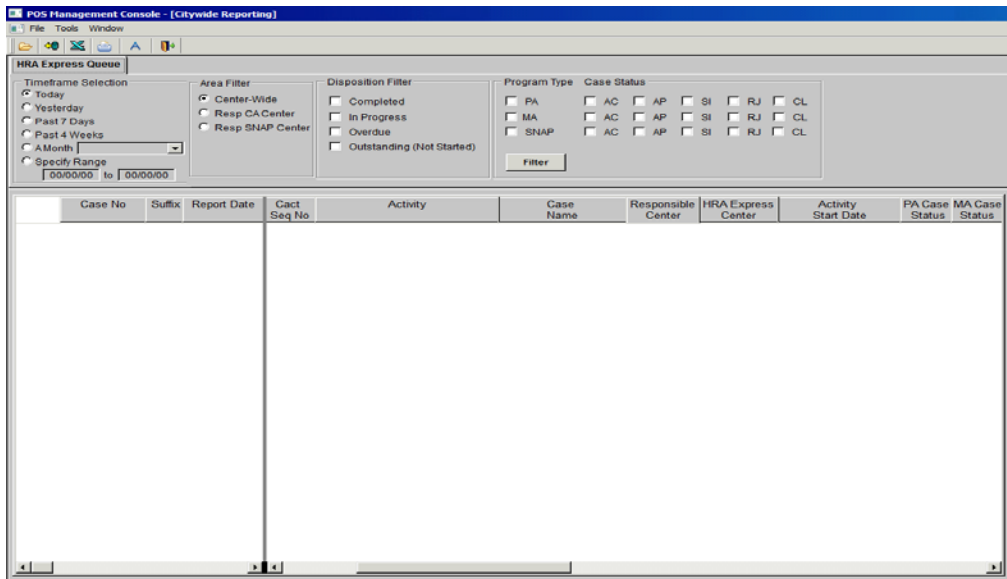 POS Management Console - [Citywide Reporting]
File Tools Window
HRA Express Queue
Timeframe Selection
Today
Yesterday
Past 7 Days
Past 4 Weeks
A Month
Specify Range
00/00/00 to 00/00/00
Area Filter
Center-Wide
Resp CA Center
Resp SNAP Center
Disposition Filter
Completed
In Progress
Overdue
Outstanding (Not Started)
Program Type Case Status
PA AC AP SI RJ CL
MA AC AP SI RJ CL
SNAP AC AP SI RJ CL
Filter
Case No Suffix Report Date Cact Seq No Activity Case Name Responsible Center HRA Express Center Activity Start Date PA Case Status MA Case Status